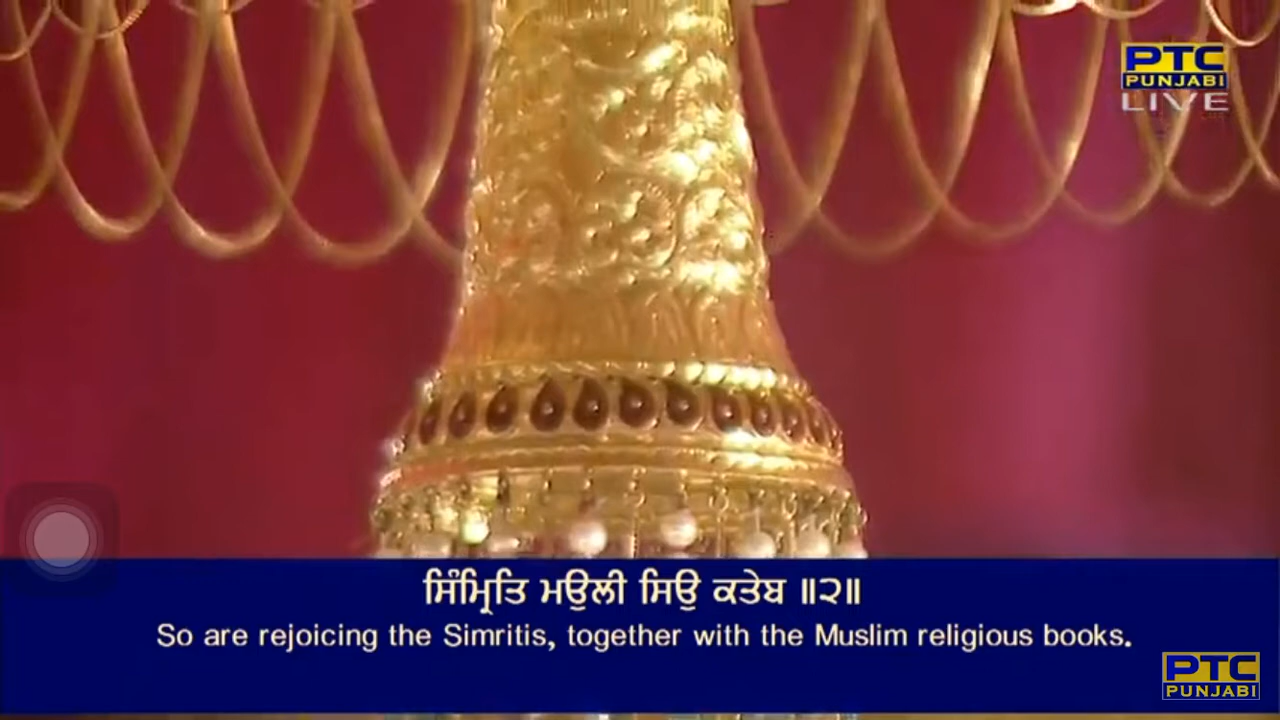 PTC
PUNJABI
LIVE
ਸਿੰਮ੍ਰਿਤਿ ਮਉਲੀ ਸਿਉ ਕਤੇਬ ॥੨॥
So are rejoicing the Simritis, together with the Muslim religious books.
PTC
PUNJABI